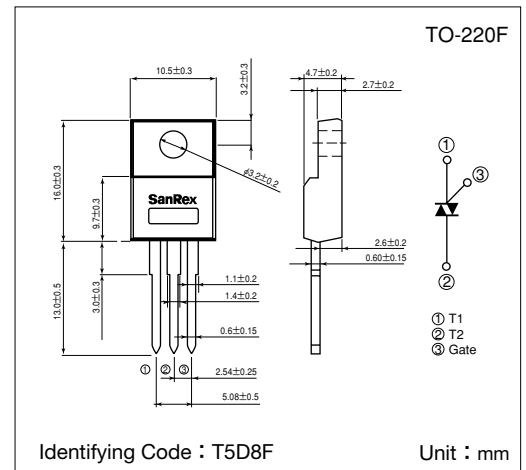 TO-220F
10.5±0.3
3.2±0.3
4.7±0.2
2.7±0.2
16.0±0.3
9.7±0.3
φ3.2±0.2
SanRex
①
③
②
2.6±0.2
0.60±0.15
13.0±0.5
3.0±0.3
1.1±0.2
1.4±0.2
0.6±0.15
① ② ③
2.54±0.25
5.08±0.5
① T1
② T2
③ Gate
Identifying Code：T5D8F
Unit：mm